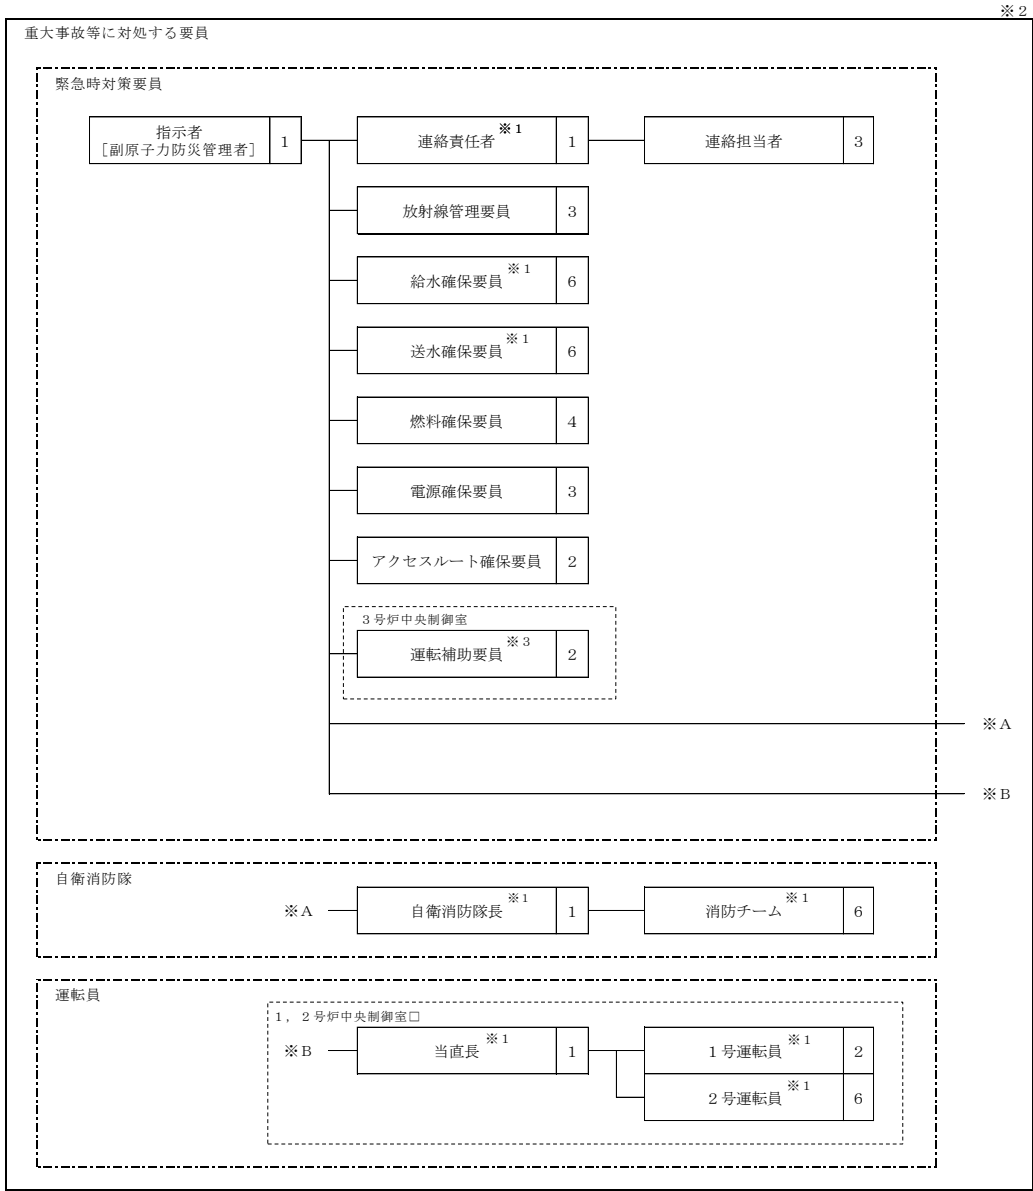 ※２
重大事故等に対処する要員
緊急時対策要員
指示者
［副原子力防災管理者］
1
連絡責任者※１
1
連絡担当者
3
放射線管理要員
3
給水確保要員※１
6
送水確保要員※１
6
燃料確保要員
4
電源確保要員
3
アクセスルート確保要員
2
３号炉中央制御室
運転補助要員※３
2
※Ａ
※Ｂ
自衛消防隊
※Ａ
自衛消防隊長※１
1
消防チーム※１
6
運転員
１，２号炉中央制御室□
※Ｂ
当直長※１
1
１号運転員※１
2
２号運転員※１
6